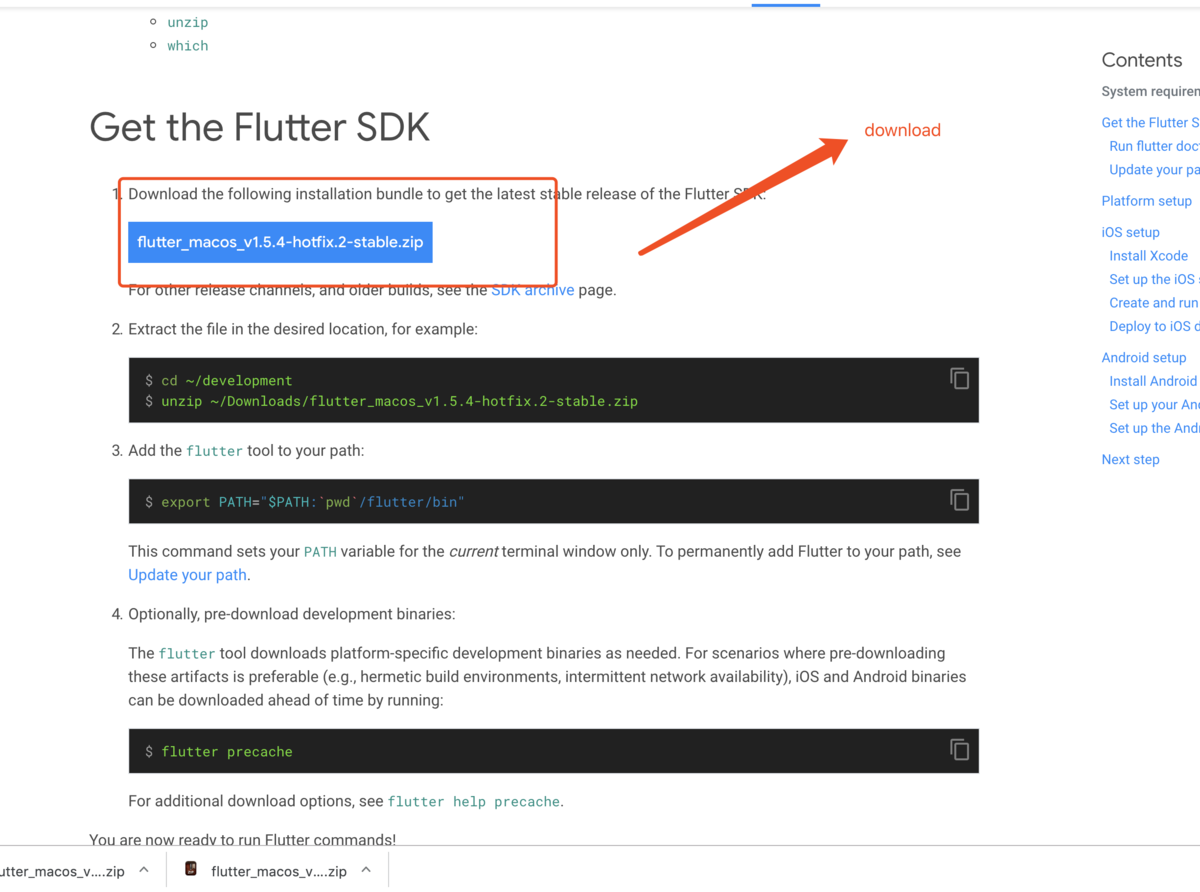 unzip
which
Get the Flutter SDK
download
1. Download the following installation bundle to get the latest stable release of the Flutter SDK:
flutter_macos_v1.5.4-hotfix.2-stable.zip
For other release channels, and older builds, see the SDK archive page.
2. Extract the file in the desired location, for example:
$ cd ~/development
$ unzip ~/Downloads/flutter_macos_v1.5.4-hotfix.2-stable.zip
3. Add the flutter tool to your path:
$ export PATH="$PATH:`pwd`/flutter/bin"
This command sets your PATH variable for the current terminal window only. To permanently add Flutter to your path, see
Update your path.
4. Optionally, pre-download development binaries:
The flutter tool downloads platform-specific development binaries as needed. For scenarios where pre-downloading
these artifacts is preferable (e.g., hermetic build environments, intermittent network availability), iOS and Android binaries
can be downloaded ahead of time by running:
$ flutter precache
For additional download options, see flutter help precache.
You are now ready to run Flutter commands!
Contents
System requirem
Get the Flutter S
Run flutter doc
Update your pa
Platform setup
iOS setup
Install Xcode
Set up the iOS
Create and run
Deploy to iOS d
Android setup
Install Android
Set up your And
Set up the Andr
Next step
utter_macos_v....zip
flutter_macos_v....zip